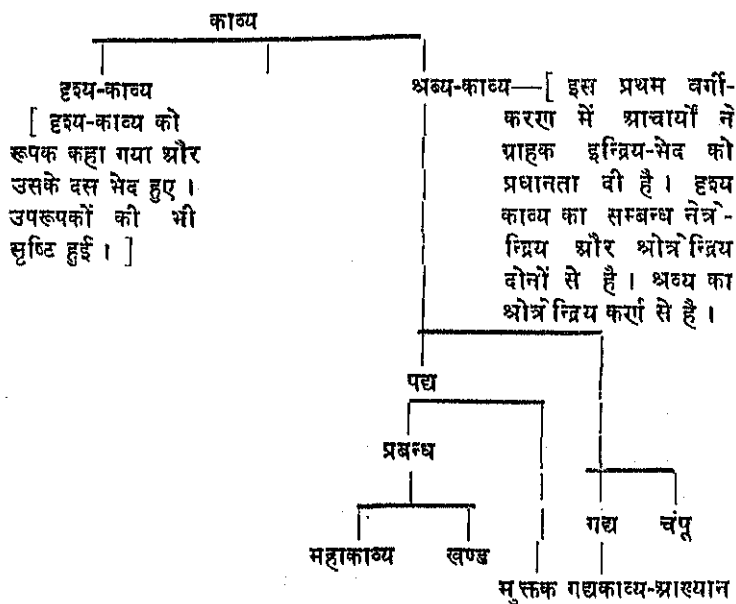 काव्य
दृश्य-काव्य
[ दृश्य-काव्य को
रूपक कहा गया और
उसके दस भेद हुए ।
उपरूपकों की भी
सृष्टि हुई । ]
श्रव्य-काव्य—[ इस प्रथम वर्गी-
करण में आचार्यों ने
ग्राहक इन्द्रिय-भेद को
प्रधानता दी है । दृश्य
काव्य का सम्बन्ध नेत्रे-
न्द्रिय और श्रोत्रेन्द्रिय
दोनों से है । श्रव्य का
श्रोत्रेन्द्रिय कर्ण से है ।
पद्य
प्रबन्ध
गद्य चंपू
महाकाव्य खण्ड
मुक्तक गद्यकाव्य-आख्यान